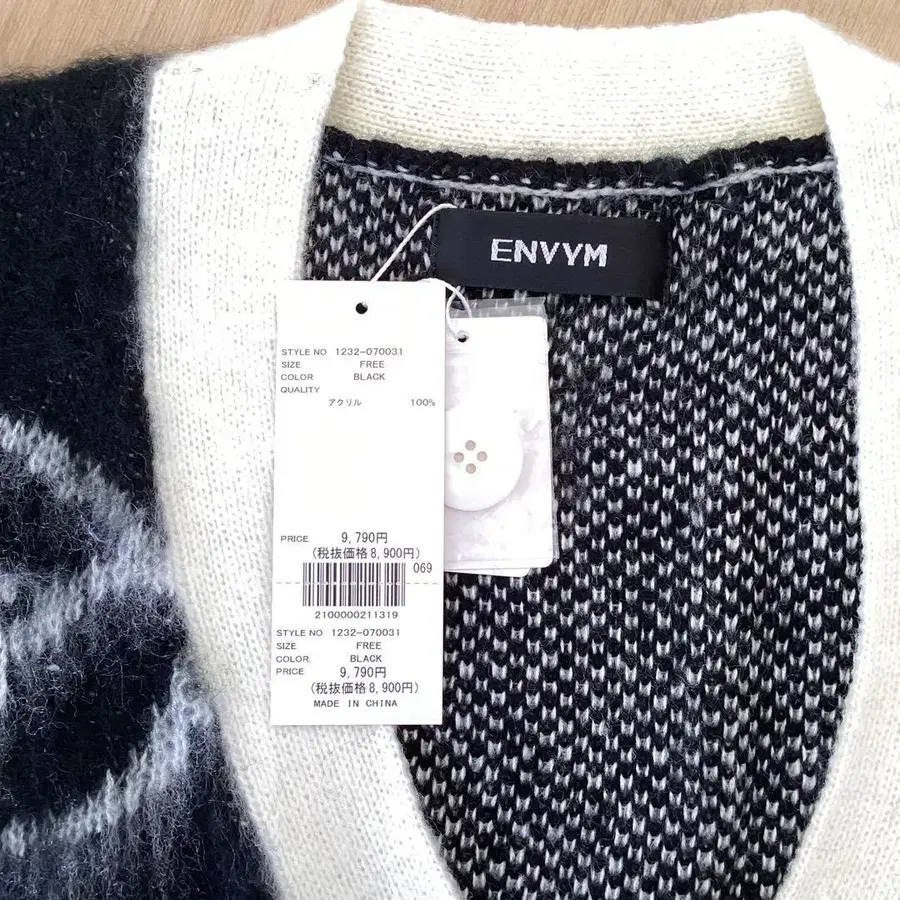 ENVYM
STYLE NO 1232-070031
SIZE FREE
COLOR BLACK
QUALITY
アクリル 100%
PRICE 9,790円
(税抜価格8,900円)
069
2100000211319
STYLE NO 1232-070031
SIZE FREE
COLOR BLACK
PRICE 9,790円
(税抜価格8,900円)
MADE IN CHINA